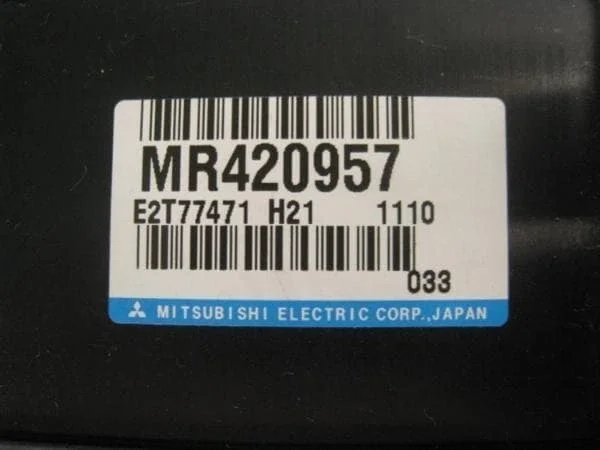 MR420957
E2T77471 H21 1110
033
MITSUBISHI ELECTRIC CORP.,JAPAN